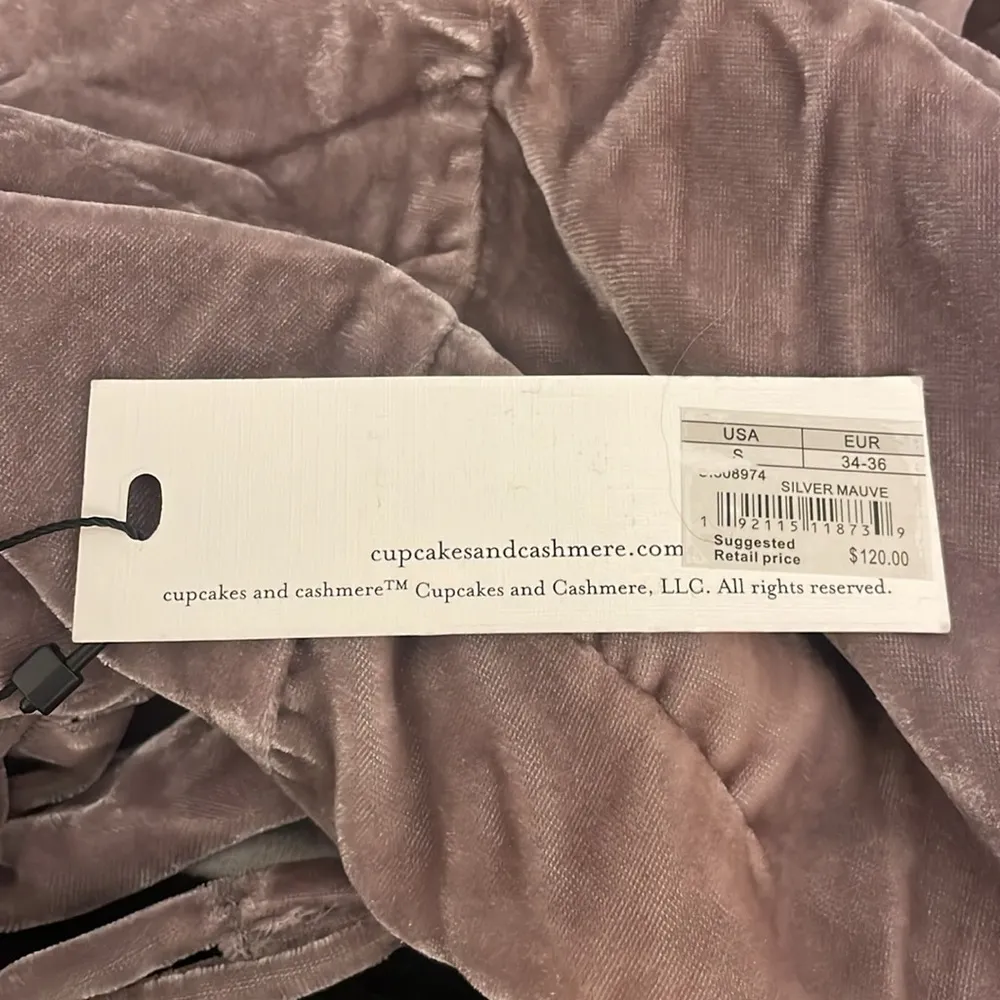 USA EUR
S 34-36
08974
SILVER MAUVE
1 92115 11873 9
Suggested
Retail price $120.00
cupcakesandcashmere.com
cupcakes and cashmere™ Cupcakes and Cashmere, LLC. All rights reserved.